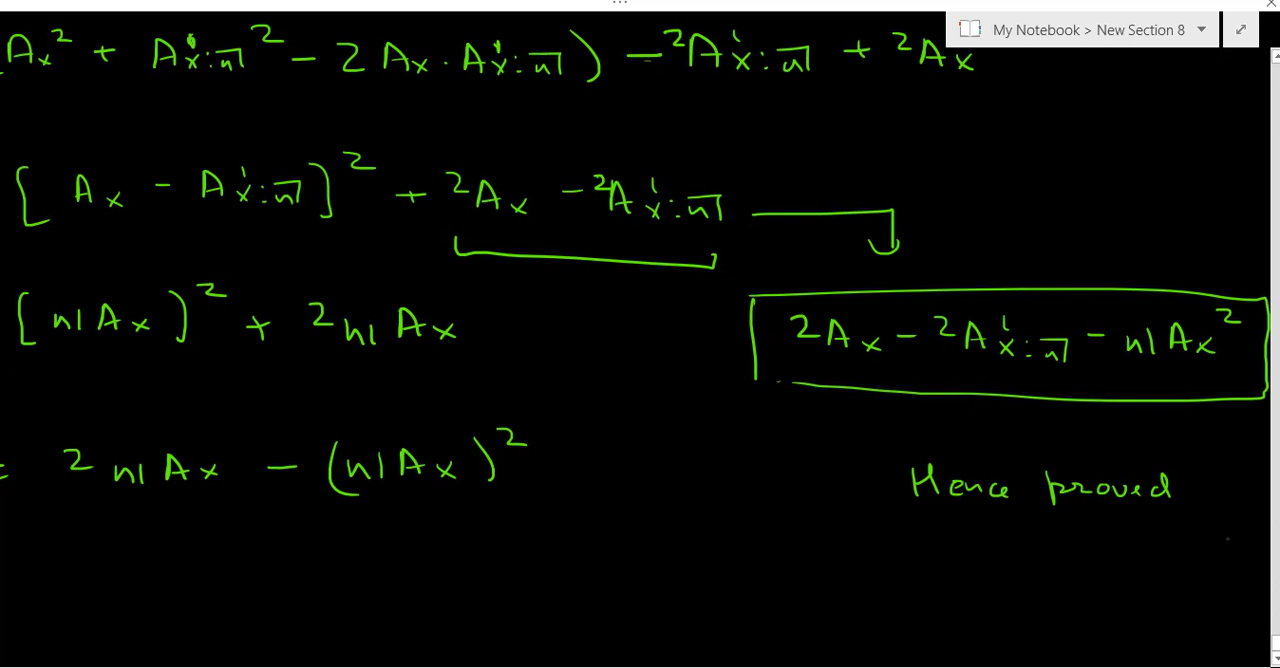 My Notebook > New Section 8
Ax² + A¹x:n̅|² − 2 Ax · A¹x:n̅|) − ²A¹x:n̅| + ²Ax
[Ax − A¹x:n̅|]² + ²Ax − ²A¹x:n̅|
[n|Ax)² + ²n|Ax
²Ax − ²A¹x:n̅| − n|Ax²
= ²n|Ax − (n|Ax)²
Hence proved